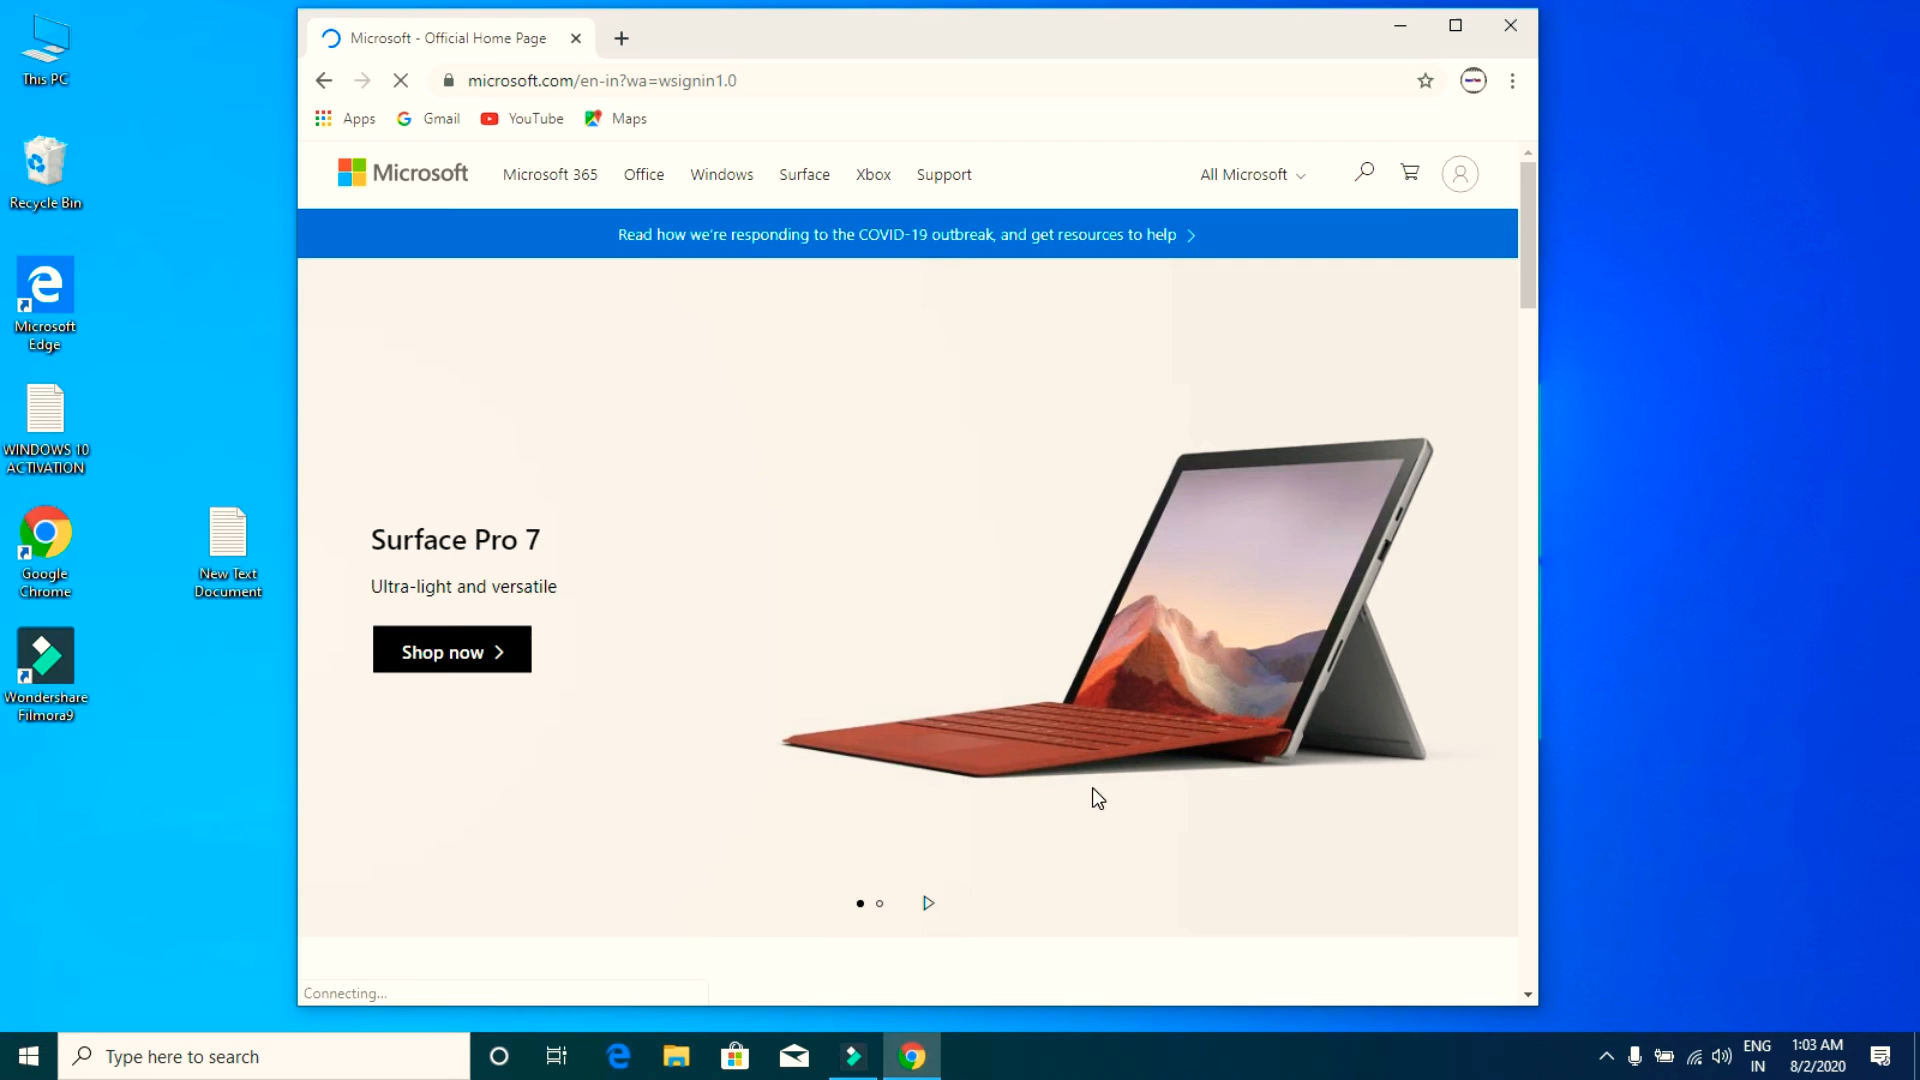 This PC
Recycle Bin
Microsoft
Edge
WINDOWS 10
ACTIVATION
Google
Chrome
New Text
Document
Wondershare
Filmora9
Microsoft - Official Home Page
microsoft.com/en-in?wa=wsignin1.0
Apps Gmail YouTube Maps
Microsoft Microsoft 365 Office Windows Surface Xbox Support All Microsoft
Read how we're responding to the COVID-19 outbreak, and get resources to help
Surface Pro 7
Ultra-light and versatile
Shop now
Connecting...
Type here to search
ENG
IN
1:03 AM
8/2/2020